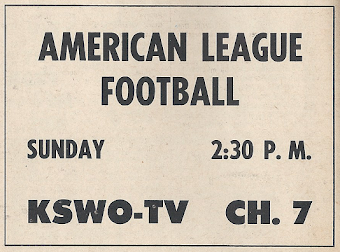 AMERICAN LEAGUE
FOOTBALL
SUNDAY 2:30 P. M.
KSWO-TV CH. 7